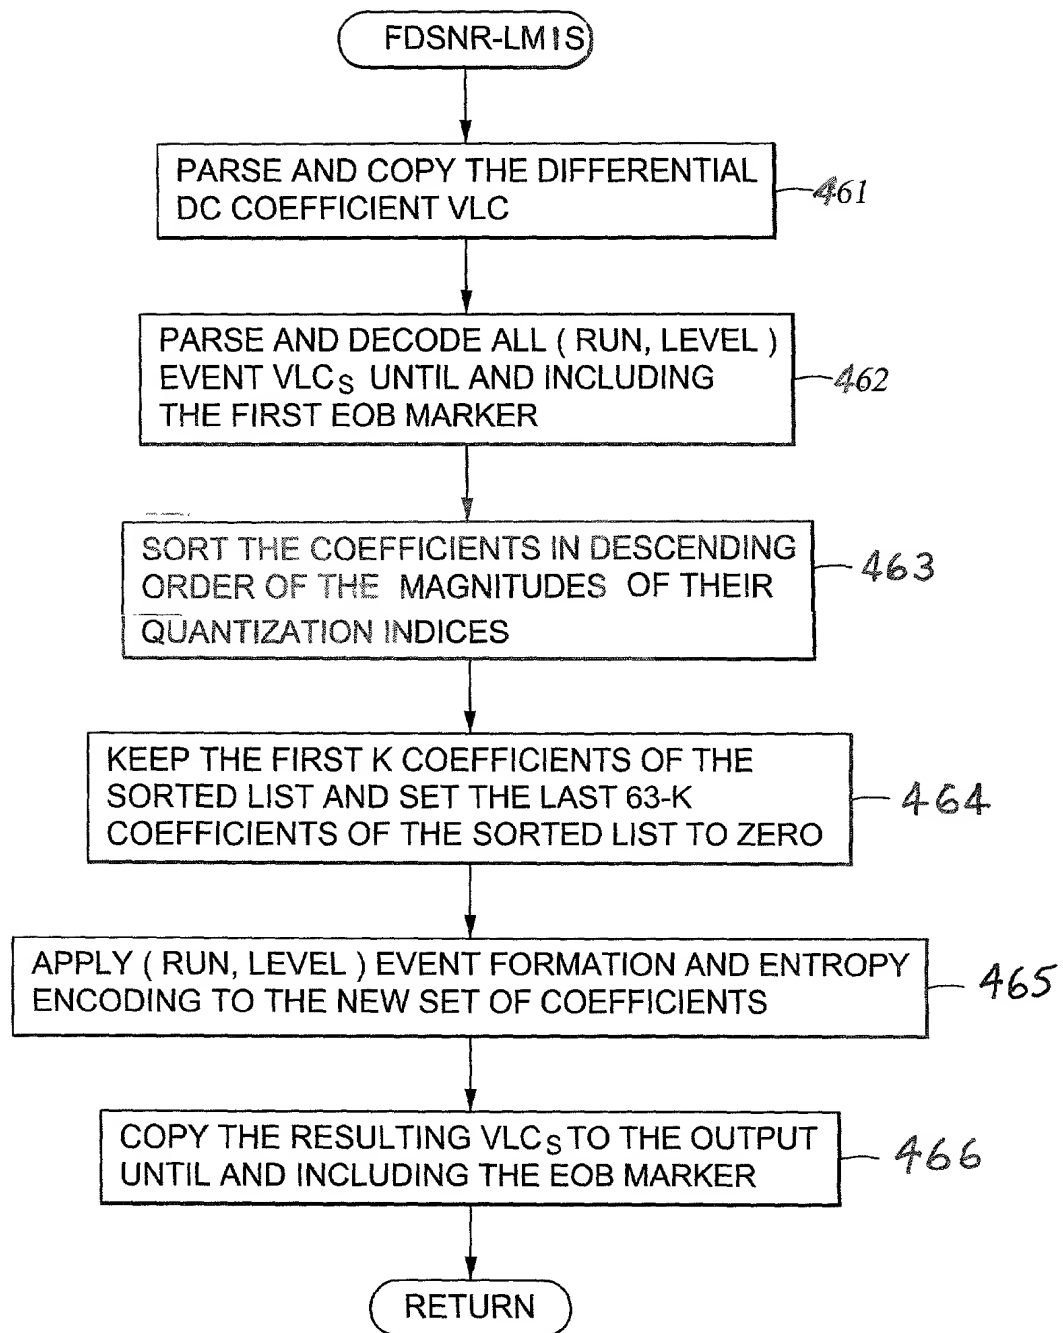 FDSNR-LMIS
PARSE AND COPY THE DIFFERENTIAL
DC COEFFICIENT VLC
461
PARSE AND DECODE ALL ( RUN, LEVEL )
EVENT VLCS UNTIL AND INCLUDING
THE FIRST EOB MARKER
462
SORT THE COEFFICIENTS IN DESCENDING
ORDER OF THE MAGNITUDES OF THEIR
QUANTIZATION INDICES
463
KEEP THE FIRST K COEFFICIENTS OF THE
SORTED LIST AND SET THE LAST 63-K
COEFFICIENTS OF THE SORTED LIST TO ZERO
464
APPLY ( RUN, LEVEL ) EVENT FORMATION AND ENTROPY
ENCODING TO THE NEW SET OF COEFFICIENTS
465
COPY THE RESULTING VLCS TO THE OUTPUT
UNTIL AND INCLUDING THE EOB MARKER
466
RETURN